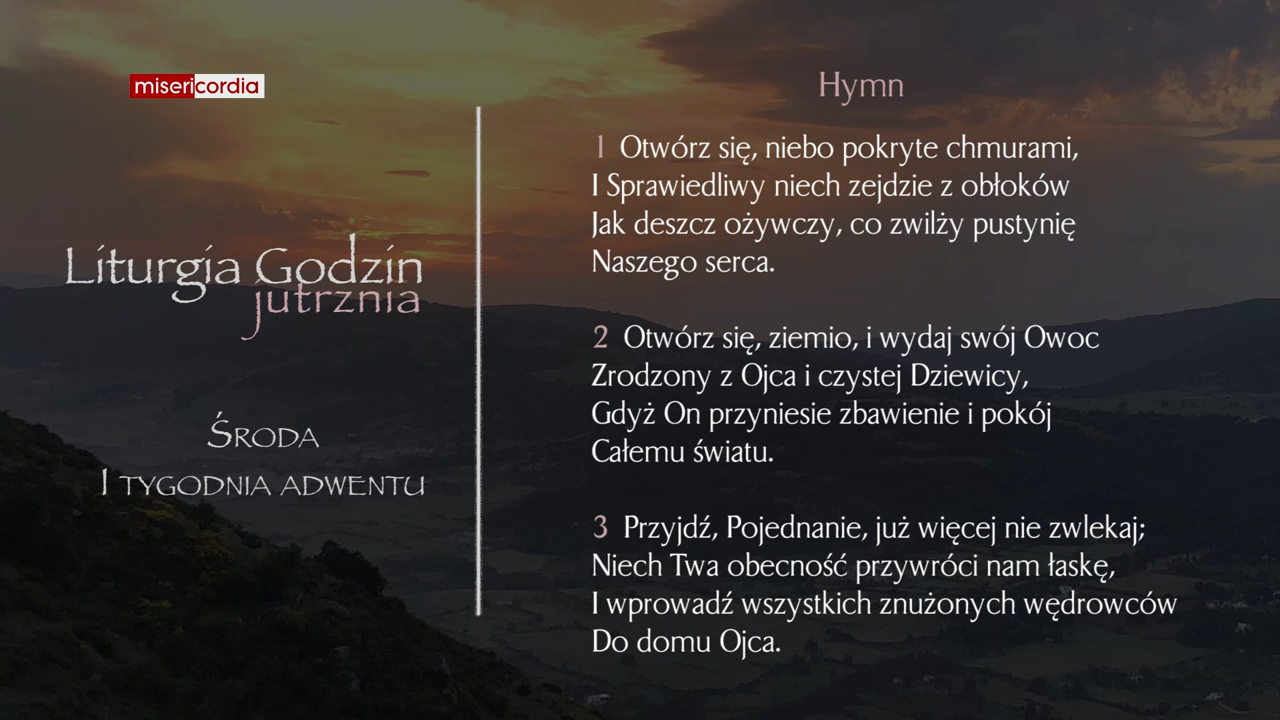 misericordia
Liturgia Godzin
jutrznia
Środa
I tygodnia adwentu
Hymn
1 Otwórz się, niebo pokryte chmurami,
I Sprawiedliwy niech zejdzie z obłoków
Jak deszcz ożywczy, co zwilży pustynię
Naszego serca.
2 Otwórz się, ziemio, i wydaj swój Owoc
Zrodzony z Ojca i czystej Dziewicy,
Gdyż On przyniesie zbawienie i pokój
Całemu światu.
3 Przyjdź, Pojednanie, już więcej nie zwlekaj;
Niech Twa obecność przywróci nam łaskę,
I wprowadź wszystkich znużonych wędrowców
Do domu Ojca.